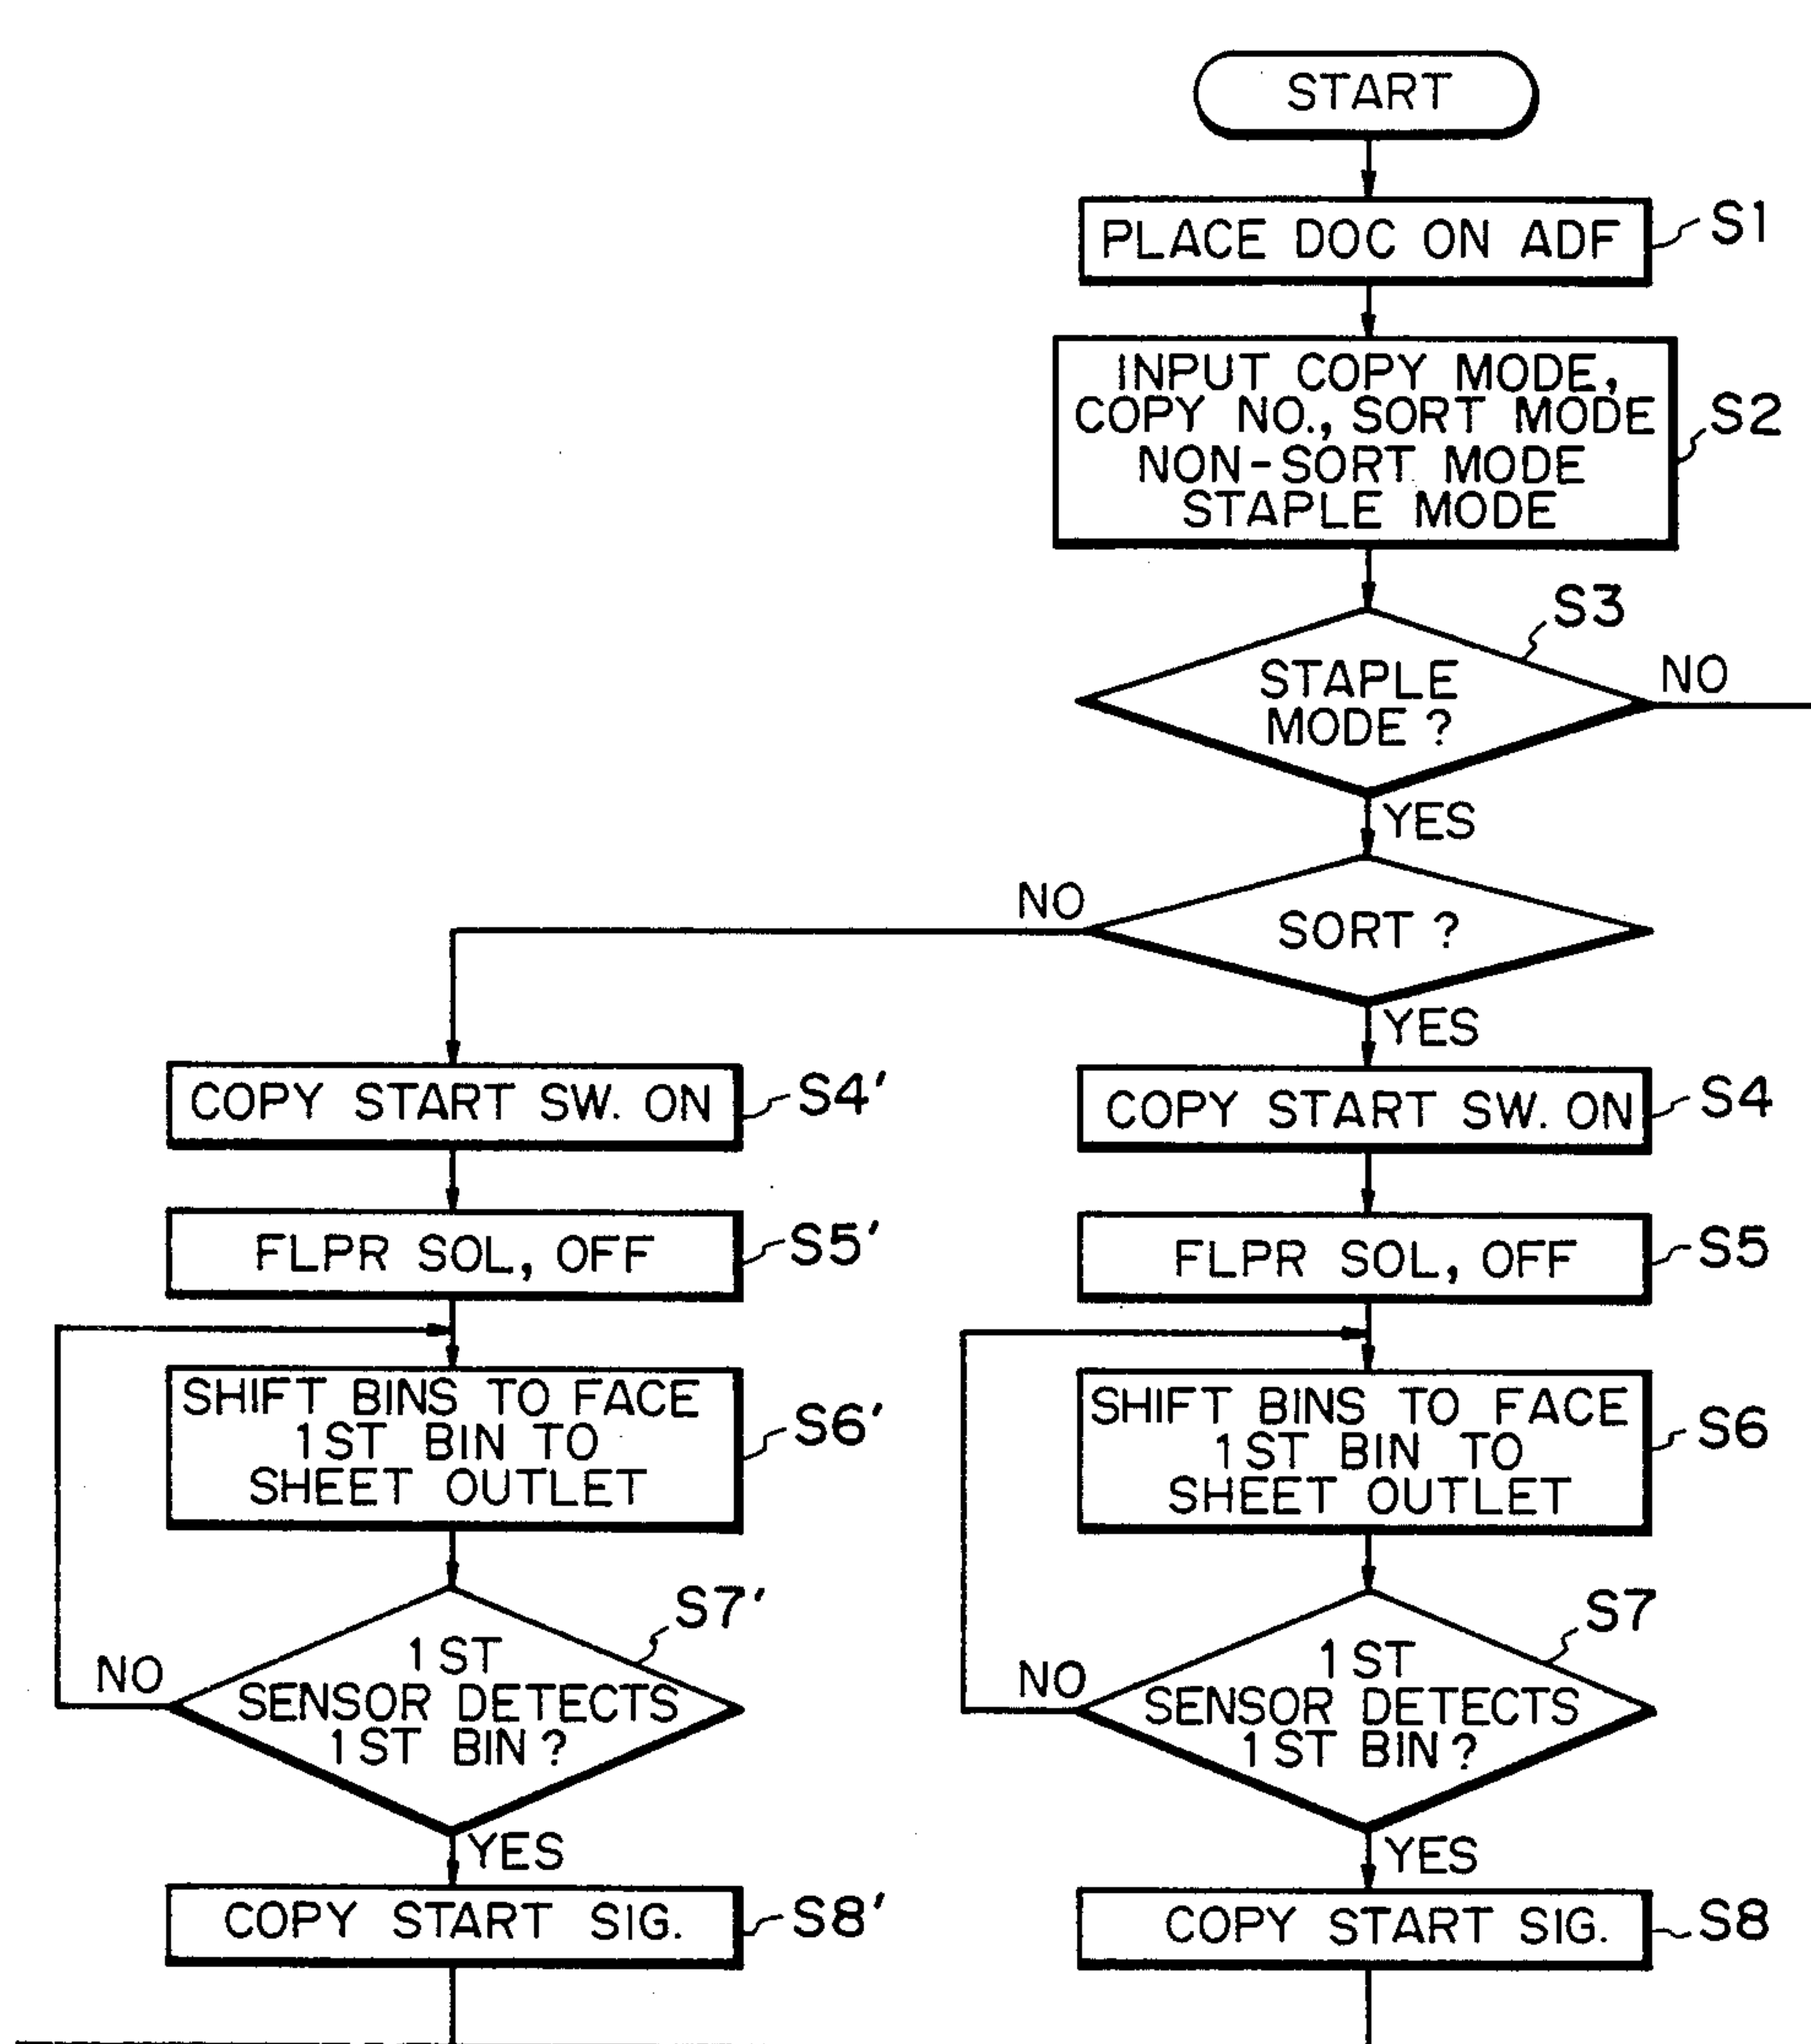 START
PLACE DOC ON ADF
S1
INPUT COPY MODE,
COPY NO., SORT MODE
NON-SORT MODE
STAPLE MODE
S2
S3
STAPLE
MODE ?
NO
YES
SORT ?
NO
YES
COPY START SW. ON
S4'
COPY START SW. ON
S4
FLPR SOL, OFF
S5'
FLPR SOL, OFF
S5
SHIFT BINS TO FACE
1ST BIN TO
SHEET OUTLET
S6'
SHIFT BINS TO FACE
1ST BIN TO
SHEET OUTLET
S6
S7'
1ST
SENSOR DETECTS
1ST BIN ?
NO
YES
S7
1ST
SENSOR DETECTS
1ST BIN ?
NO
YES
COPY START SIG.
S8'
COPY START SIG.
S8